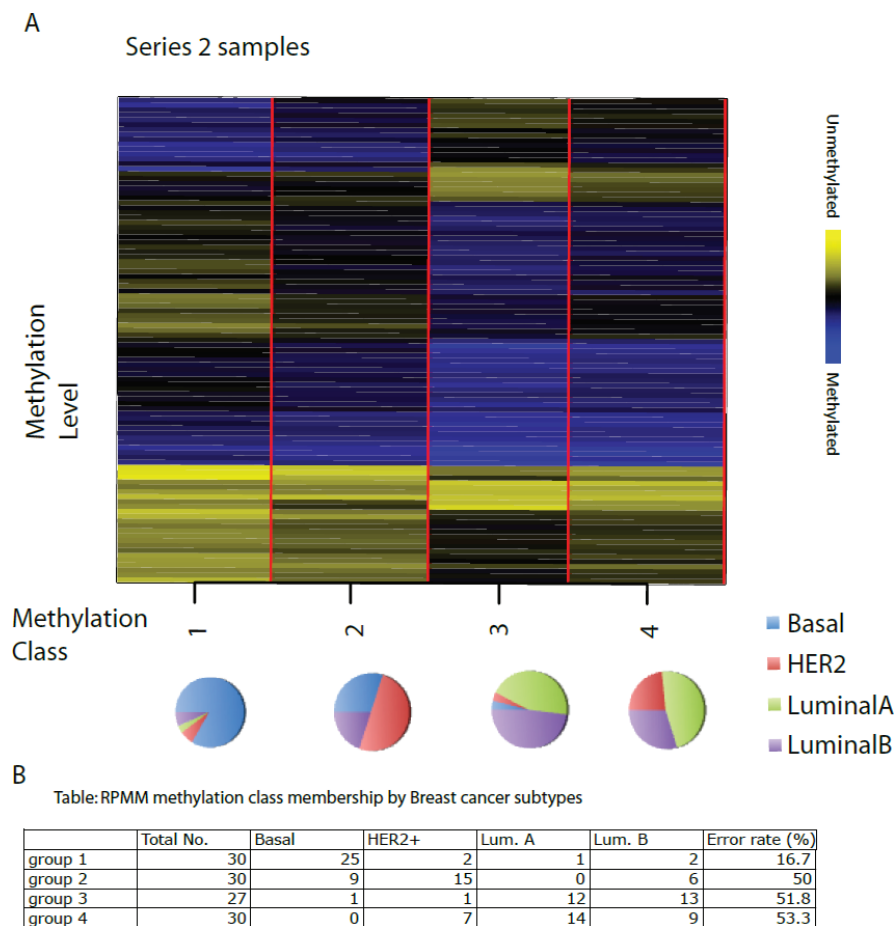 A
Series 2 samples
Unmethylated
Methylated
Methylation
Level
Methylation
Class
1
2
3
4
Basal
HER2
LuminalA
LuminalB
B
Table: RPMM methylation class membership by Breast cancer subtypes
Total No. Basal HER2+ Lum. A Lum. B Error rate (%)
group 1 30 25 2 1 2 16.7
group 2 30 9 15 0 6 50
group 3 27 1 1 12 13 51.8
group 4 30 0 7 14 9 53.3